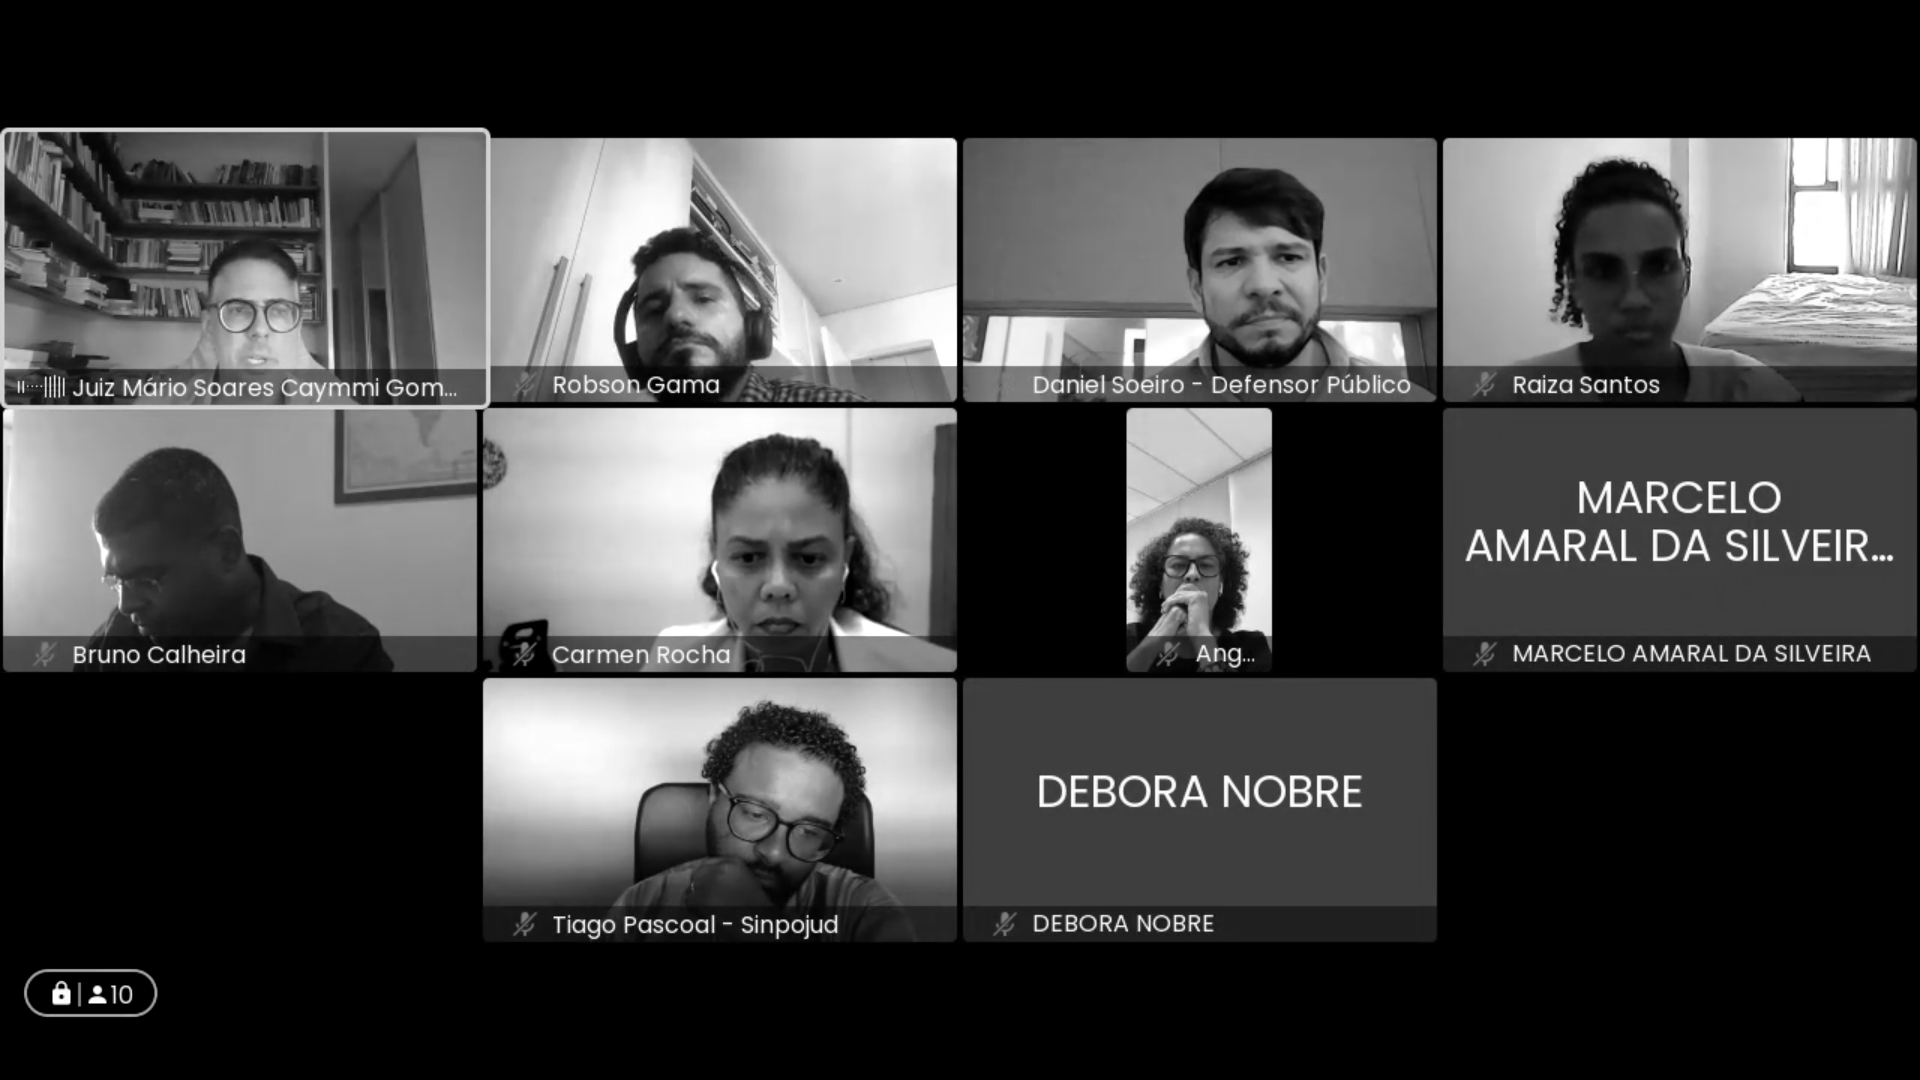 Juiz Mário Soares Caymmi Gom...
Robson Gama
Daniel Soeiro - Defensor Público
Raiza Santos
Bruno Calheira
Carmen Rocha
Ang...
MARCELO
AMARAL DA SILVEIR...
MARCELO AMARAL DA SILVEIRA
Tiago Pascoal - Sinpojud
DEBORA NOBRE
DEBORA NOBRE
10